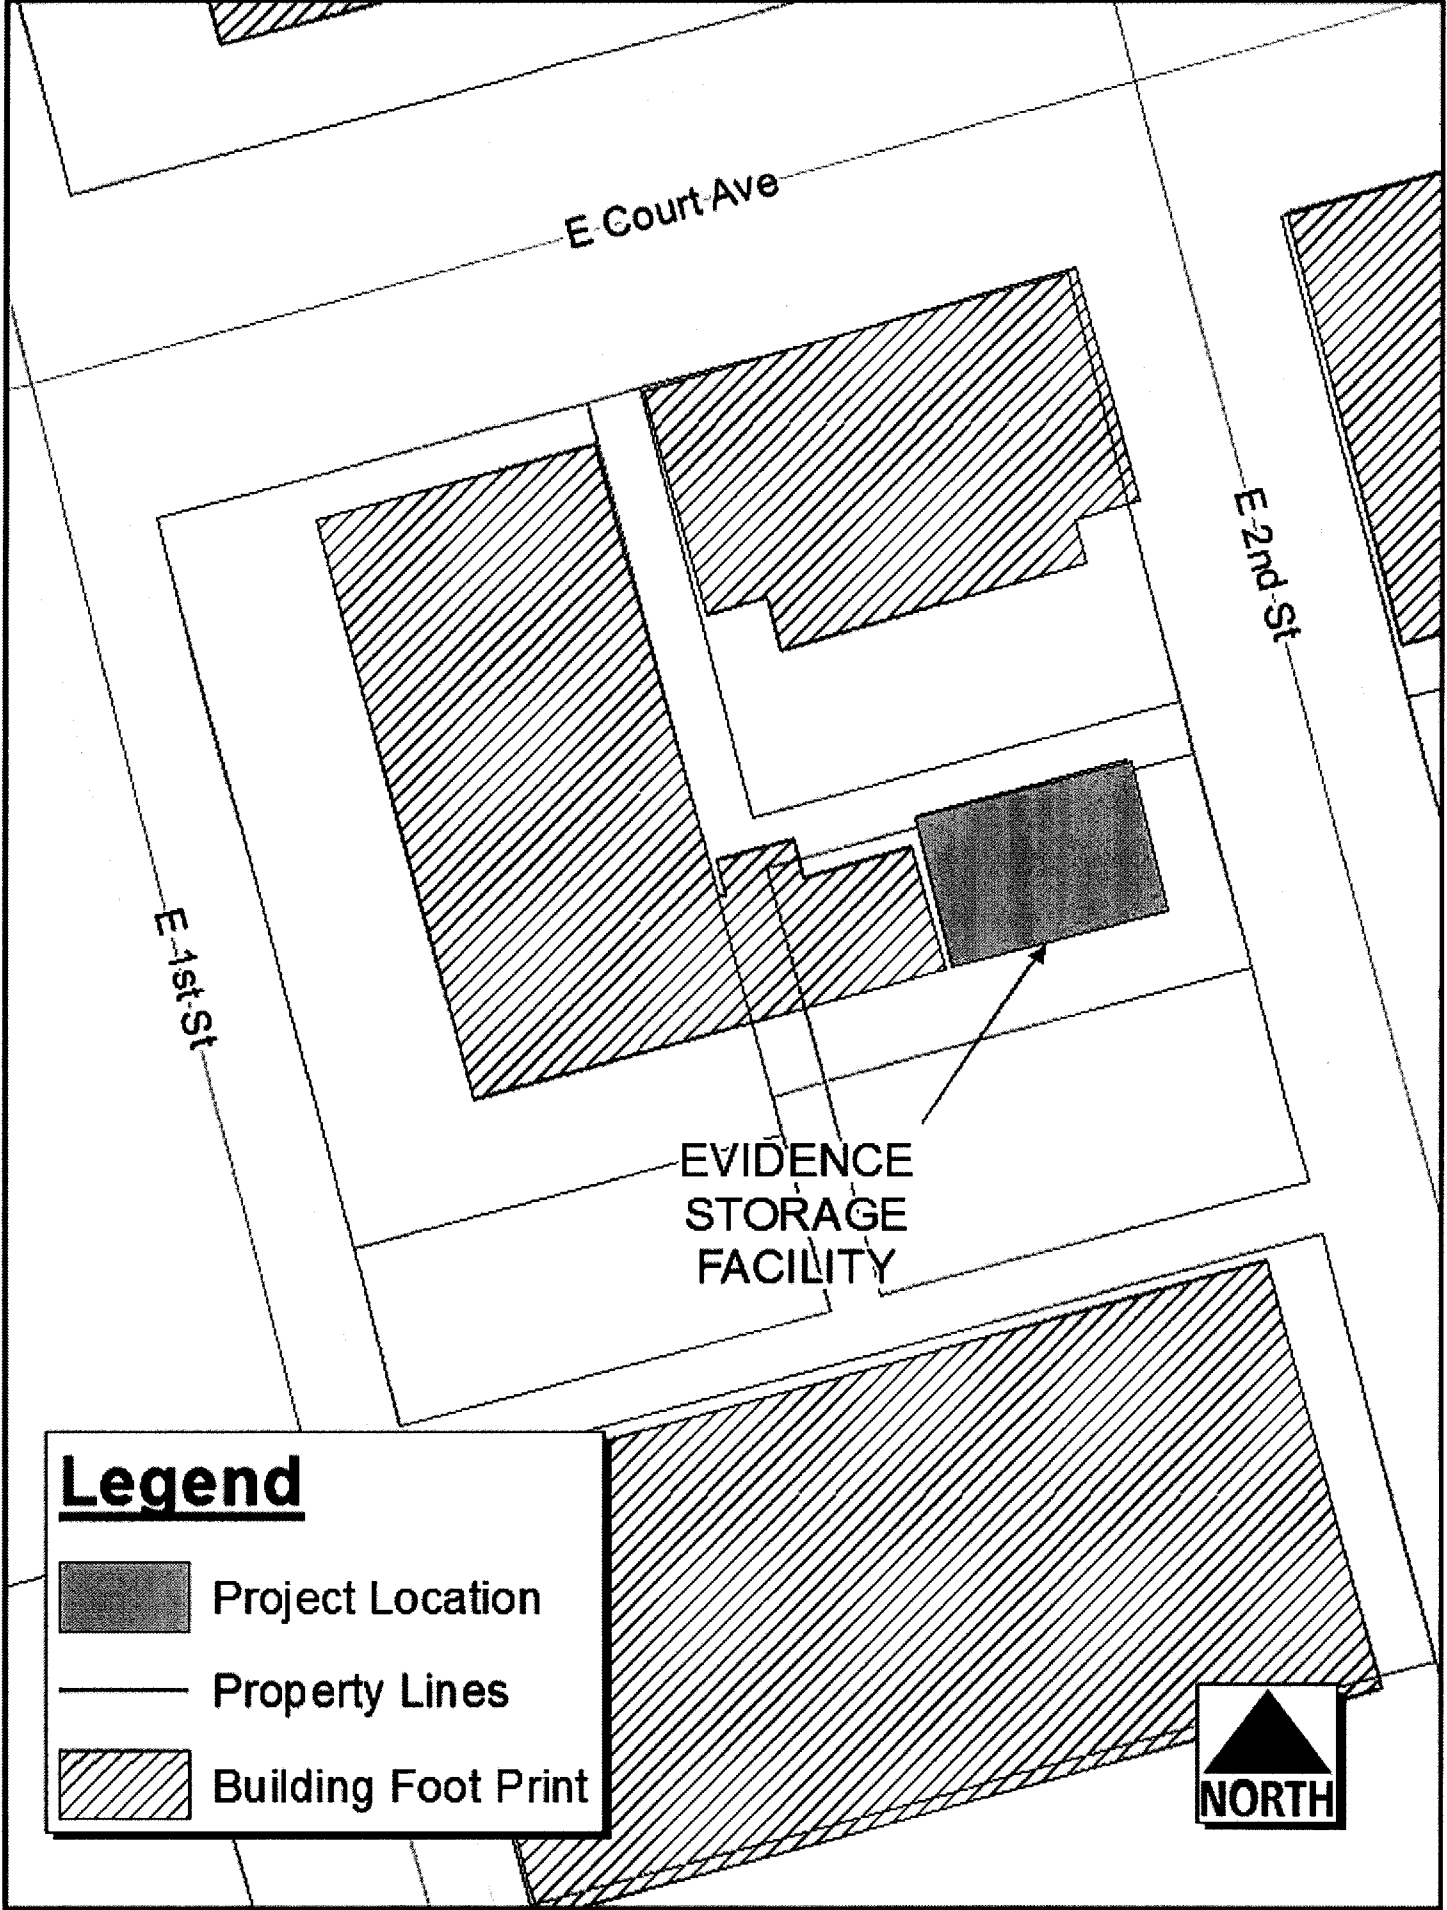 E Court Ave
E 2nd St
E 1st St
EVIDENCE
STORAGE
FACILITY
Legend
Project Location
Property Lines
Building Foot Print
NORTH